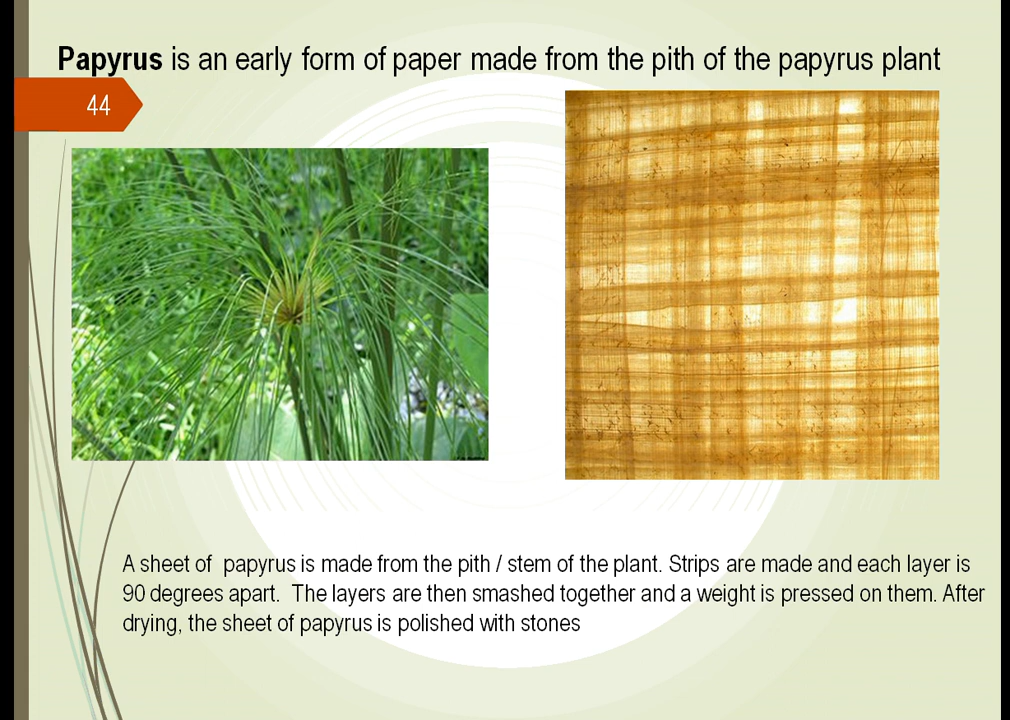 Papyrus is an early form of paper made from the pith of the papyrus plant
44
A sheet of  papyrus is made from the pith / stem of the plant. Strips are made and each layer is
90 degrees apart.  The layers are then smashed together and a weight is pressed on them. After
drying, the sheet of papyrus is polished with stones